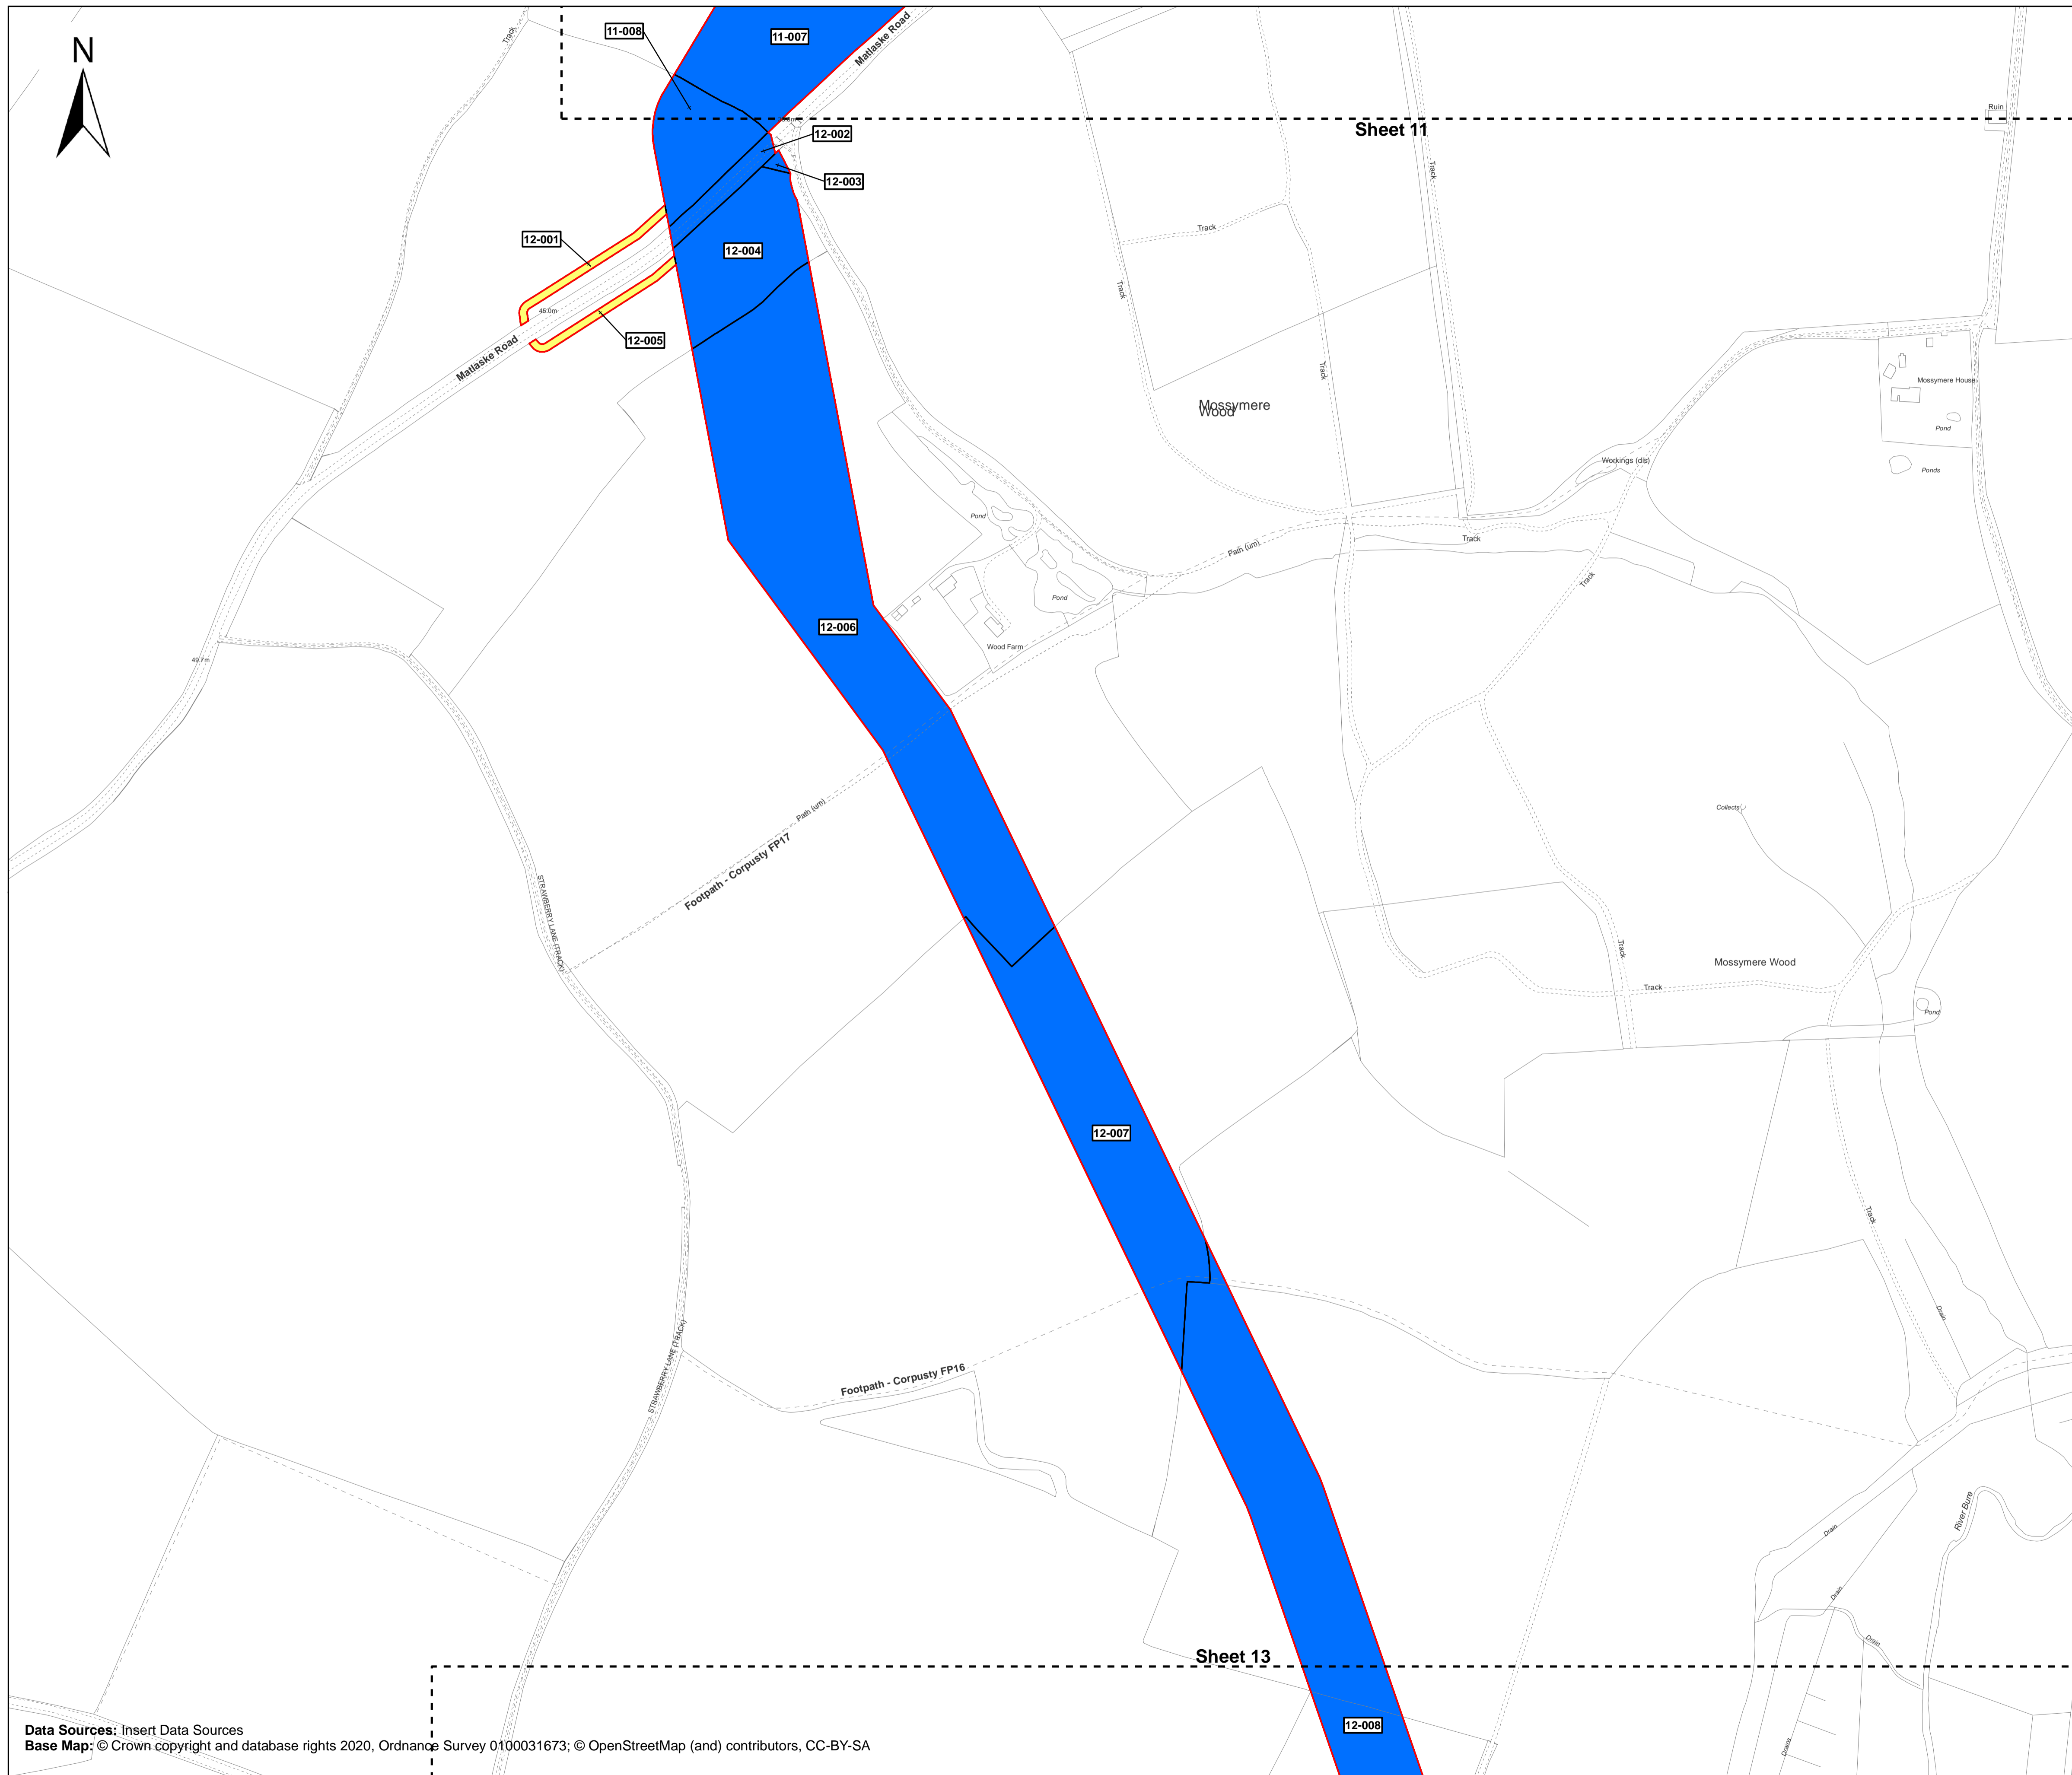 N
Track
11-008
11-007
Matlaske Road
Ruin
Sheet 11
12-002
12-003
Track
Track
12-001
12-004
Track
48.0m
12-005
Matlaske Road
Track
Mossymere
Wood
Mossymere House
Pond
Workings (dis)
Ponds
Pond
Track
Path (um)
Track
Pond
12-006
Wood Farm
49.7m
Path (um)
Collects
Footpath - Corpusty FP17
STRAWBERRY LANE (TRACK)
Track
Mossymere Wood
Track
Pond
12-007
Track
Drain
STRAWBERRY LANE (TRACK)
Footpath - Corpusty FP16
River Bure
Drain
Drain
Drain
Sheet 13
12-008
Drains
Data Sources: Insert Data Sources
Base Map: © Crown copyright and database rights 2020, Ordnance Survey 0100031673; © OpenStreetMap (and) contributors, CC-BY-SA